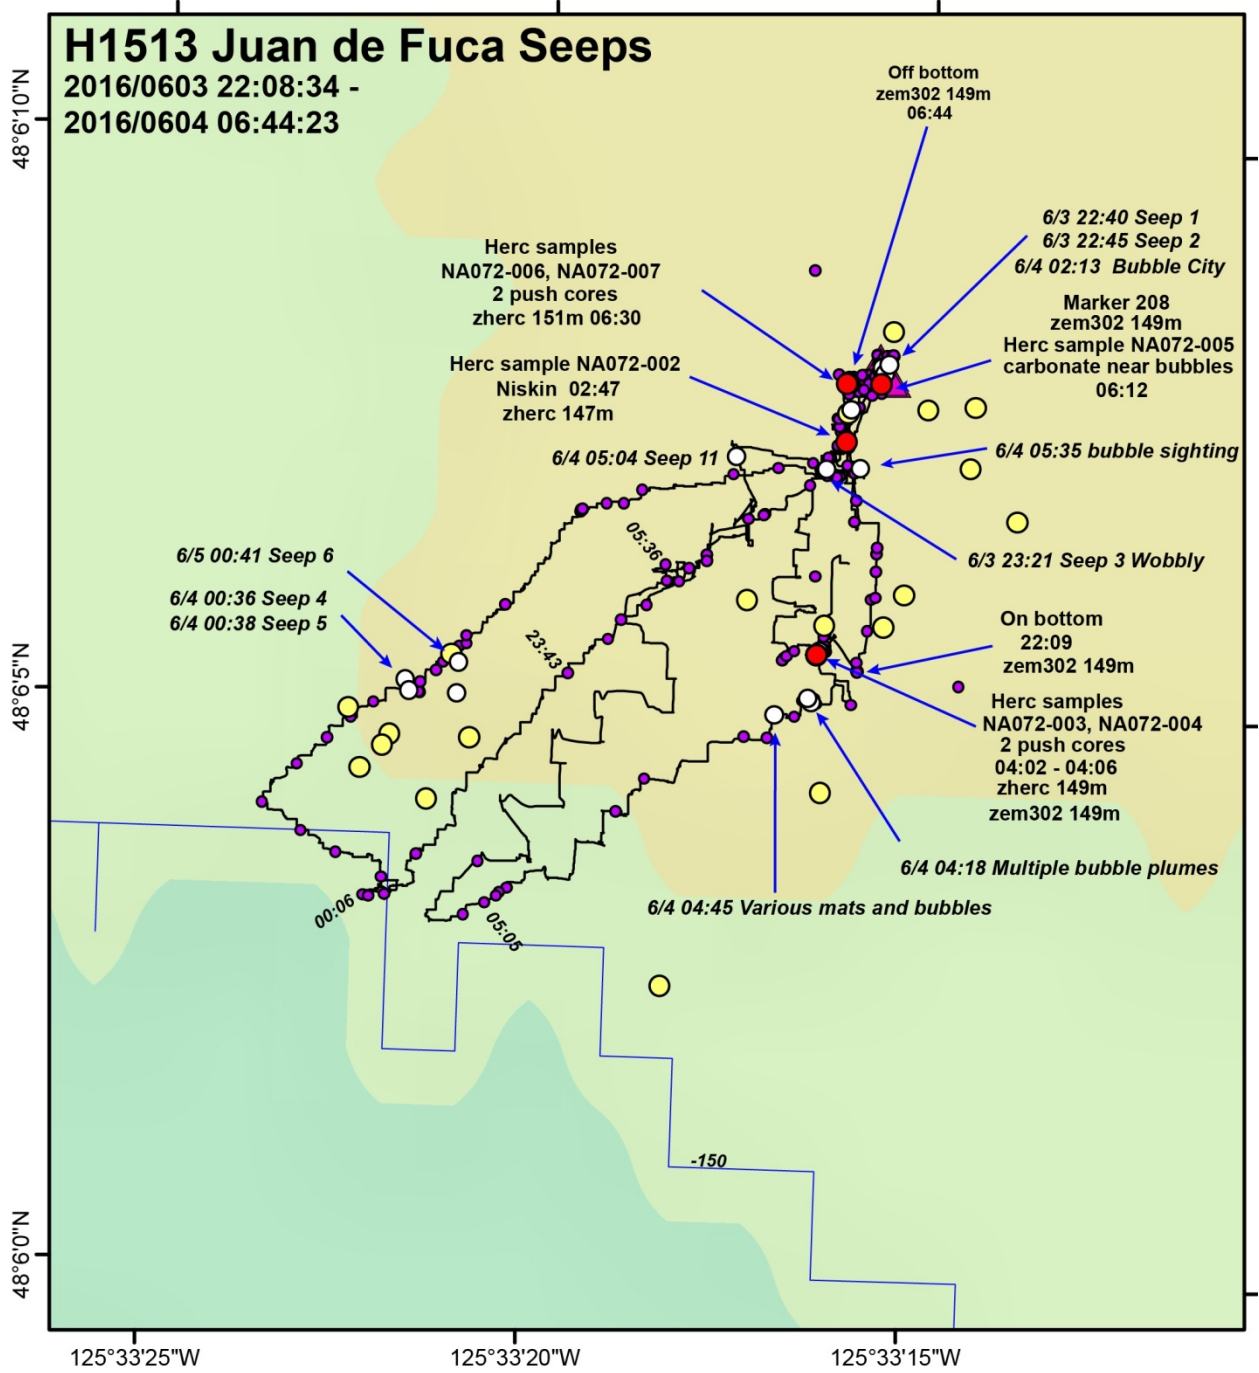 H1513 Juan de Fuca Seeps
2016/0603 22:08:34 -
2016/0604 06:44:23
Off bottom
zem302 149m
06:44
6/3 22:40 Seep 1
6/3 22:45 Seep 2
6/4 02:13 Bubble City
Herc samples
NA072-006, NA072-007
2 push cores
zherc 151m 06:30
Marker 208
zem302 149m
Herc sample NA072-005
carbonate near bubbles
06:12
Herc sample NA072-002
Niskin 02:47
zherc 147m
6/4 05:04 Seep 11
6/4 05:35 bubble sighting
05:36
6/5 00:41 Seep 6
6/3 23:21 Seep 3 Wobbly
6/4 00:36 Seep 4
6/4 00:38 Seep 5
23:43
On bottom
22:09
zem302 149m
Herc samples
NA072-003, NA072-004
2 push cores
04:02 - 04:06
zherc 149m
zem302 149m
6/4 04:18 Multiple bubble plumes
6/4 04:45 Various mats and bubbles
00:06
05:05
-150
48°6'10"N
48°6'5"N
48°6'0"N
125°33'25"W
125°33'20"W
125°33'15"W